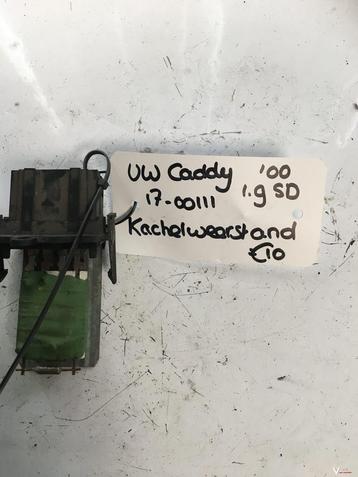 VW Caddy '00
17-00111 1.9 SD
Kachelweerstand
€10